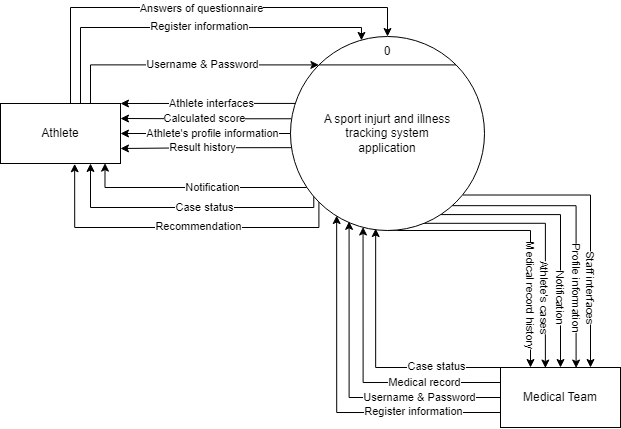 Answers of questionnaire
Register information
0
Username & Password
Athlete interfaces
Calculated score
Athlete's profile information
Result history
Athlete
A sport injurt and illness
tracking system
application
Notification
Case status
Recommendation
Medical record history
Athlete's cases
Notification
Profile information
Staff interfaces
Case status
Medical record
Username & Password
Register information
Medical Team